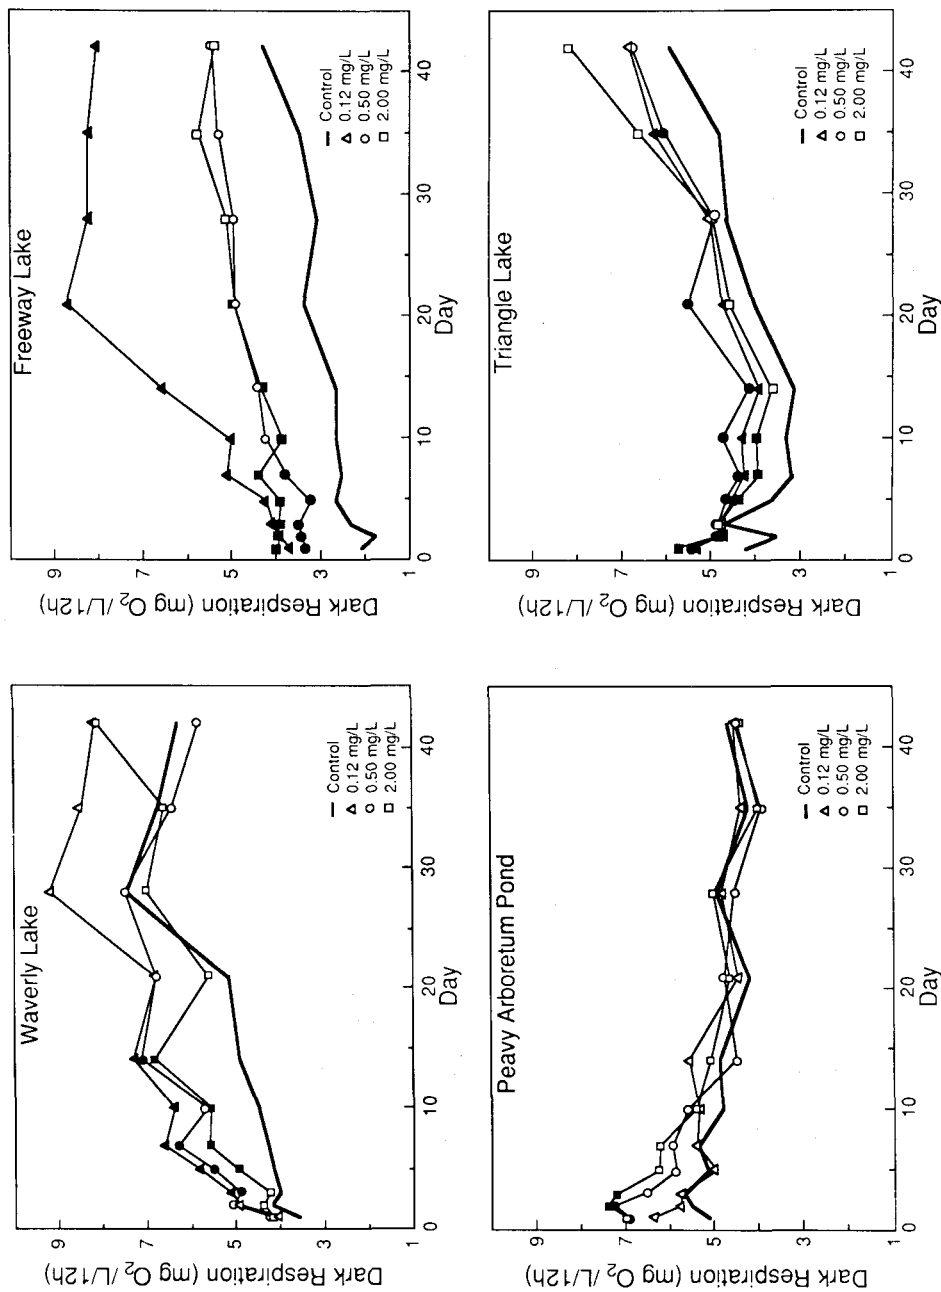 Waverly Lake
Dark Respiration (mg O₂/L/12h)
9
7
5
3
1
0
10
20
30
40
Day
Control
0.12 mg/L
0.50 mg/L
2.00 mg/L
Freeway Lake
Dark Respiration (mg O₂/L/12h)
9
7
5
3
1
0
10
20
30
40
Day
Control
0.12 mg/L
0.50 mg/L
2.00 mg/L
Peavy Arboretum Pond
Dark Respiration (mg O₂/L/12h)
9
7
5
3
1
0
10
20
30
40
Day
Control
0.12 mg/L
0.50 mg/L
2.00 mg/L
Triangle Lake
Dark Respiration (mg O₂/L/12h)
9
7
5
3
1
0
10
20
30
40
Day
Control
0.12 mg/L
0.50 mg/L
2.00 mg/L